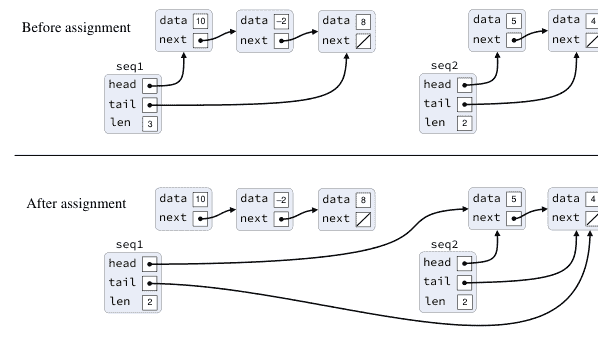 Before assignment
data 10 data -2 data 8 data 5 data 4
next next next next next
seq1 seq2
head head
tail tail
len 3 len 2
After assignment
data 10 data -2 data 8 data 5 data 4
next next next next next
seq1 seq2
head head
tail tail
len 2 len 2